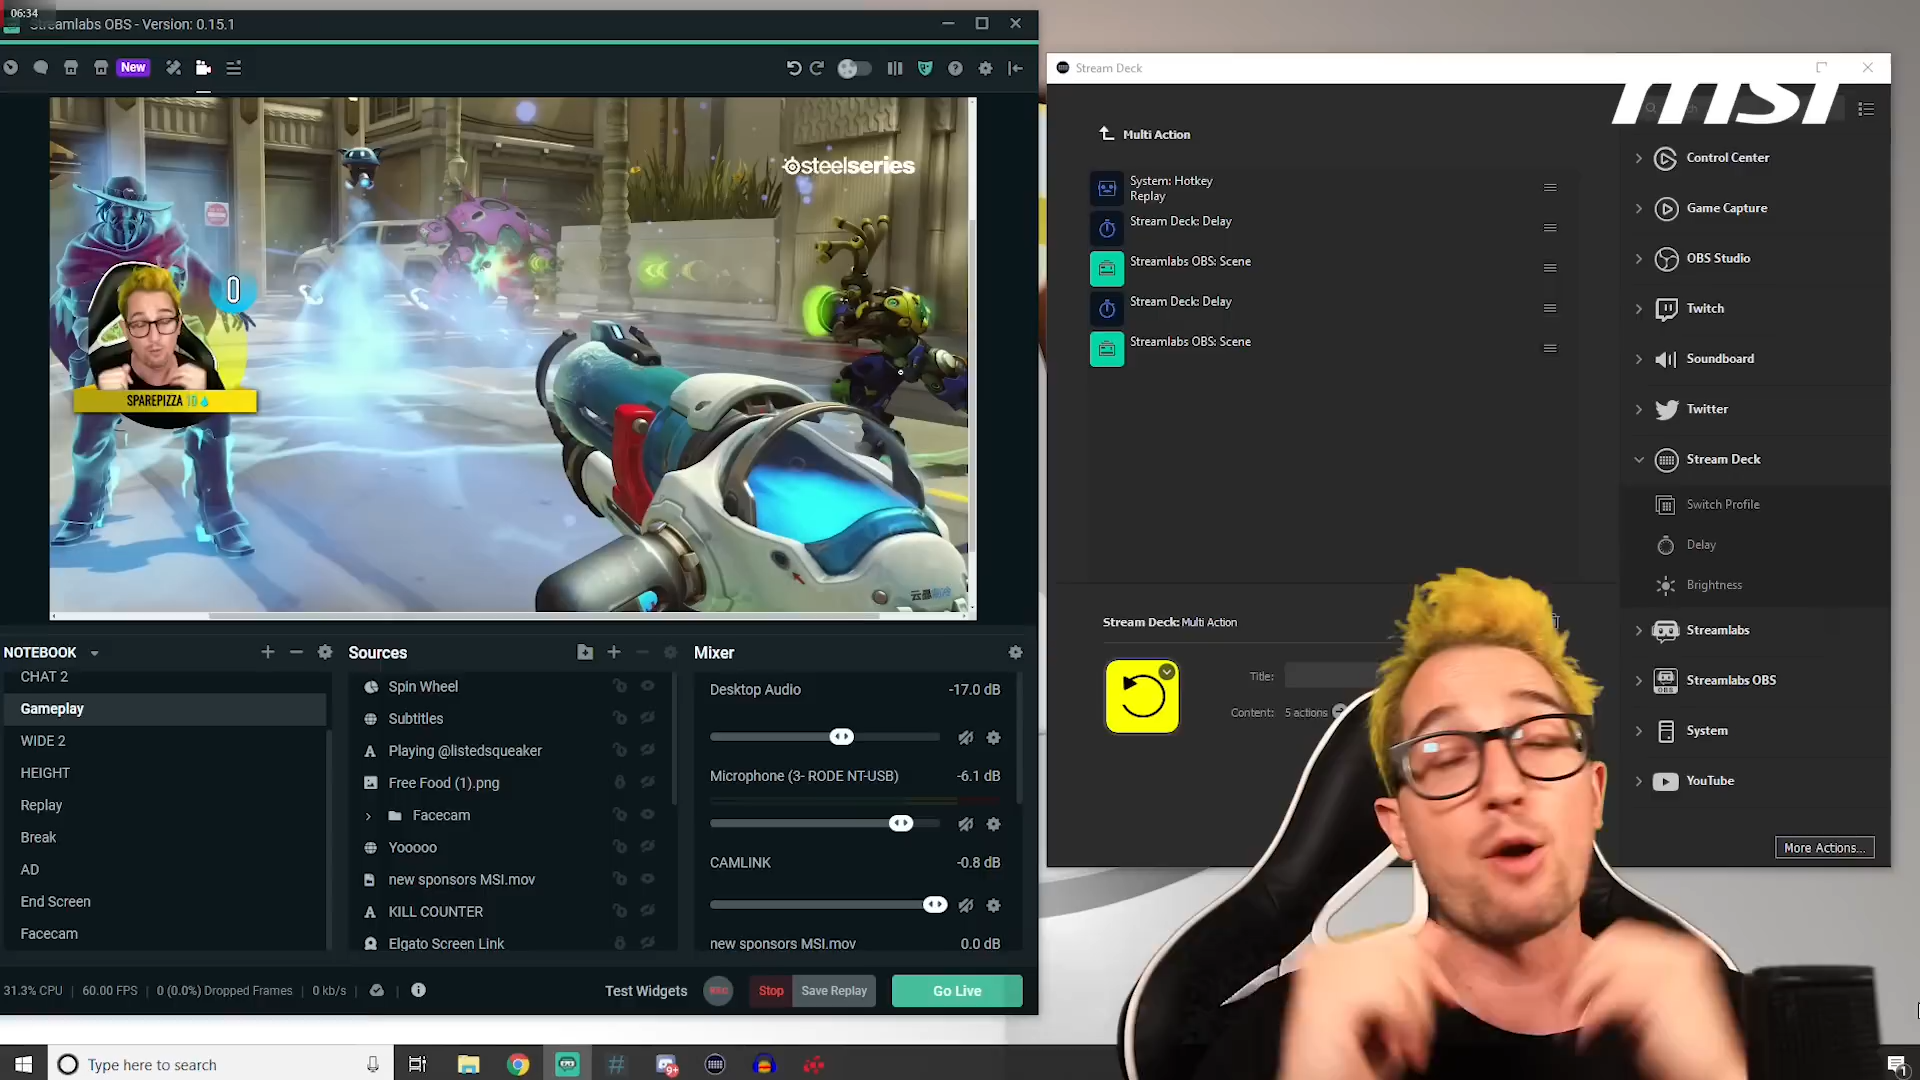 06:34
Streamlabs OBS - Version: 0.15.1
New
steelseries
0
SPAREPIZZA 10
NOTEBOOK
CHAT 2
Gameplay
WIDE 2
HEIGHT
Replay
Break
AD
End Screen
Facecam
Sources
Spin Wheel
Subtitles
Playing @listedsqueaker
Free Food (1).png
Facecam
Yooooo
new sponsors MSI.mov
KILL COUNTER
Elgato Screen Link
Mixer
Desktop Audio -17.0 dB
Microphone (3- RODE NT-USB) -6.1 dB
CAMLINK -0.8 dB
new sponsors MSI.mov 0.0 dB
31.3% CPU 60.00 FPS 0 (0.0%) Dropped Frames 0 kb/s
Test Widgets
REC
Stop
Save Replay
Go Live
Type here to search
9+
Stream Deck
msi
Multi Action
System: Hotkey
Replay
Stream Deck: Delay
Streamlabs OBS: Scene
Stream Deck: Delay
Streamlabs OBS: Scene
Stream Deck: Multi Action
Title:
Content: 5 actions
Control Center
Game Capture
OBS Studio
Twitch
Soundboard
Twitter
Stream Deck
Switch Profile
Delay
Brightness
Streamlabs
OBS
Streamlabs OBS
System
YouTube
More Actions...
1